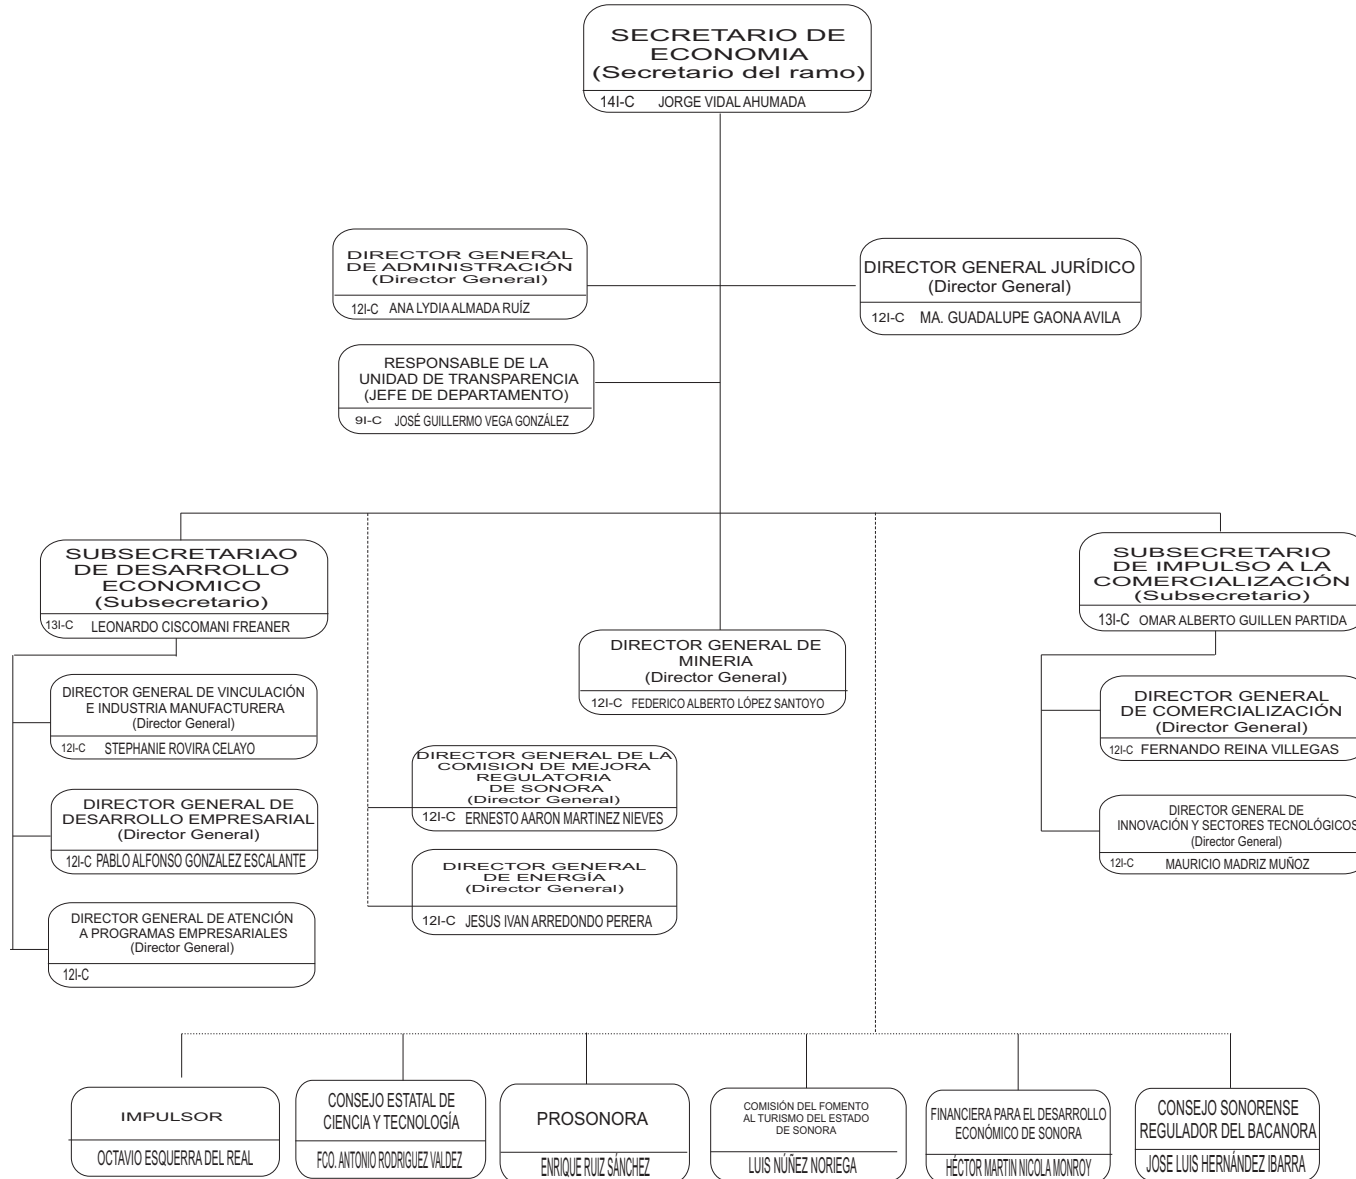 SECRETARIO DE
ECONOMIA
(Secretario del ramo)
14I-C JORGE VIDAL AHUMADA
DIRECTOR GENERAL
DE ADMINISTRACIÓN
(Director General)
12I-C ANA LYDIA ALMADA RUÍZ
DIRECTOR GENERAL JURÍDICO
(Director General)
12I-C MA. GUADALUPE GAONA AVILA
RESPONSABLE DE LA
UNIDAD DE TRANSPARENCIA
(JEFE DE DEPARTAMENTO)
9I-C JOSÉ GUILLERMO VEGA GONZÁLEZ
SUBSECRETARIAO
DE DESARROLLO
ECONOMICO
(Subsecretario)
13I-C LEONARDO CISCOMANI FREANER
SUBSECRETARIO
DE IMPULSO A LA
COMERCIALIZACIÓN
(Subsecretario)
13I-C OMAR ALBERTO GUILLEN PARTIDA
DIRECTOR GENERAL DE
MINERIA
(Director General)
12I-C FEDERICO ALBERTO LÓPEZ SANTOYO
DIRECTOR GENERAL DE VINCULACIÓN
E INDUSTRIA MANUFACTURERA
(Director General)
12I-C STEPHANIE ROVIRA CELAYO
DIRECTOR GENERAL
DE COMERCIALIZACIÓN
(Director General)
12I-C FERNANDO REINA VILLEGAS
DIRECTOR GENERAL DE LA
COMISION DE MEJORA
REGULATORIA
DE SONORA
(Director General)
12I-C ERNESTO AARON MARTINEZ NIEVES
DIRECTOR GENERAL DE
DESARROLLO EMPRESARIAL
(Director General)
12I-C PABLO ALFONSO GONZALEZ ESCALANTE
DIRECTOR GENERAL DE
INNOVACIÓN Y SECTORES TECNOLÓGICOS
(Director General)
12I-C MAURICIO MADRIZ MUÑOZ
DIRECTOR GENERAL
DE ENERGÍA
(Director General)
12I-C JESUS IVAN ARREDONDO PERERA
DIRECTOR GENERAL DE ATENCIÓN
A PROGRAMAS EMPRESARIALES
(Director General)
12I-C
IMPULSOR
OCTAVIO ESQUERRA DEL REAL
CONSEJO ESTATAL DE
CIENCIA Y TECNOLOGÍA
FCO. ANTONIO RODRIGUEZ VALDEZ
PROSONORA
ENRIQUE RUIZ SÁNCHEZ
COMISIÓN DEL FOMENTO
AL TURISMO DEL ESTADO
DE SONORA
LUIS NÚÑEZ NORIEGA
FINANCIERA PARA EL DESARROLLO
ECONÓMICO DE SONORA
HÉCTOR MARTIN NICOLA MONROY
CONSEJO SONORENSE
REGULADOR DEL BACANORA
JOSE LUIS HERNÁNDEZ IBARRA